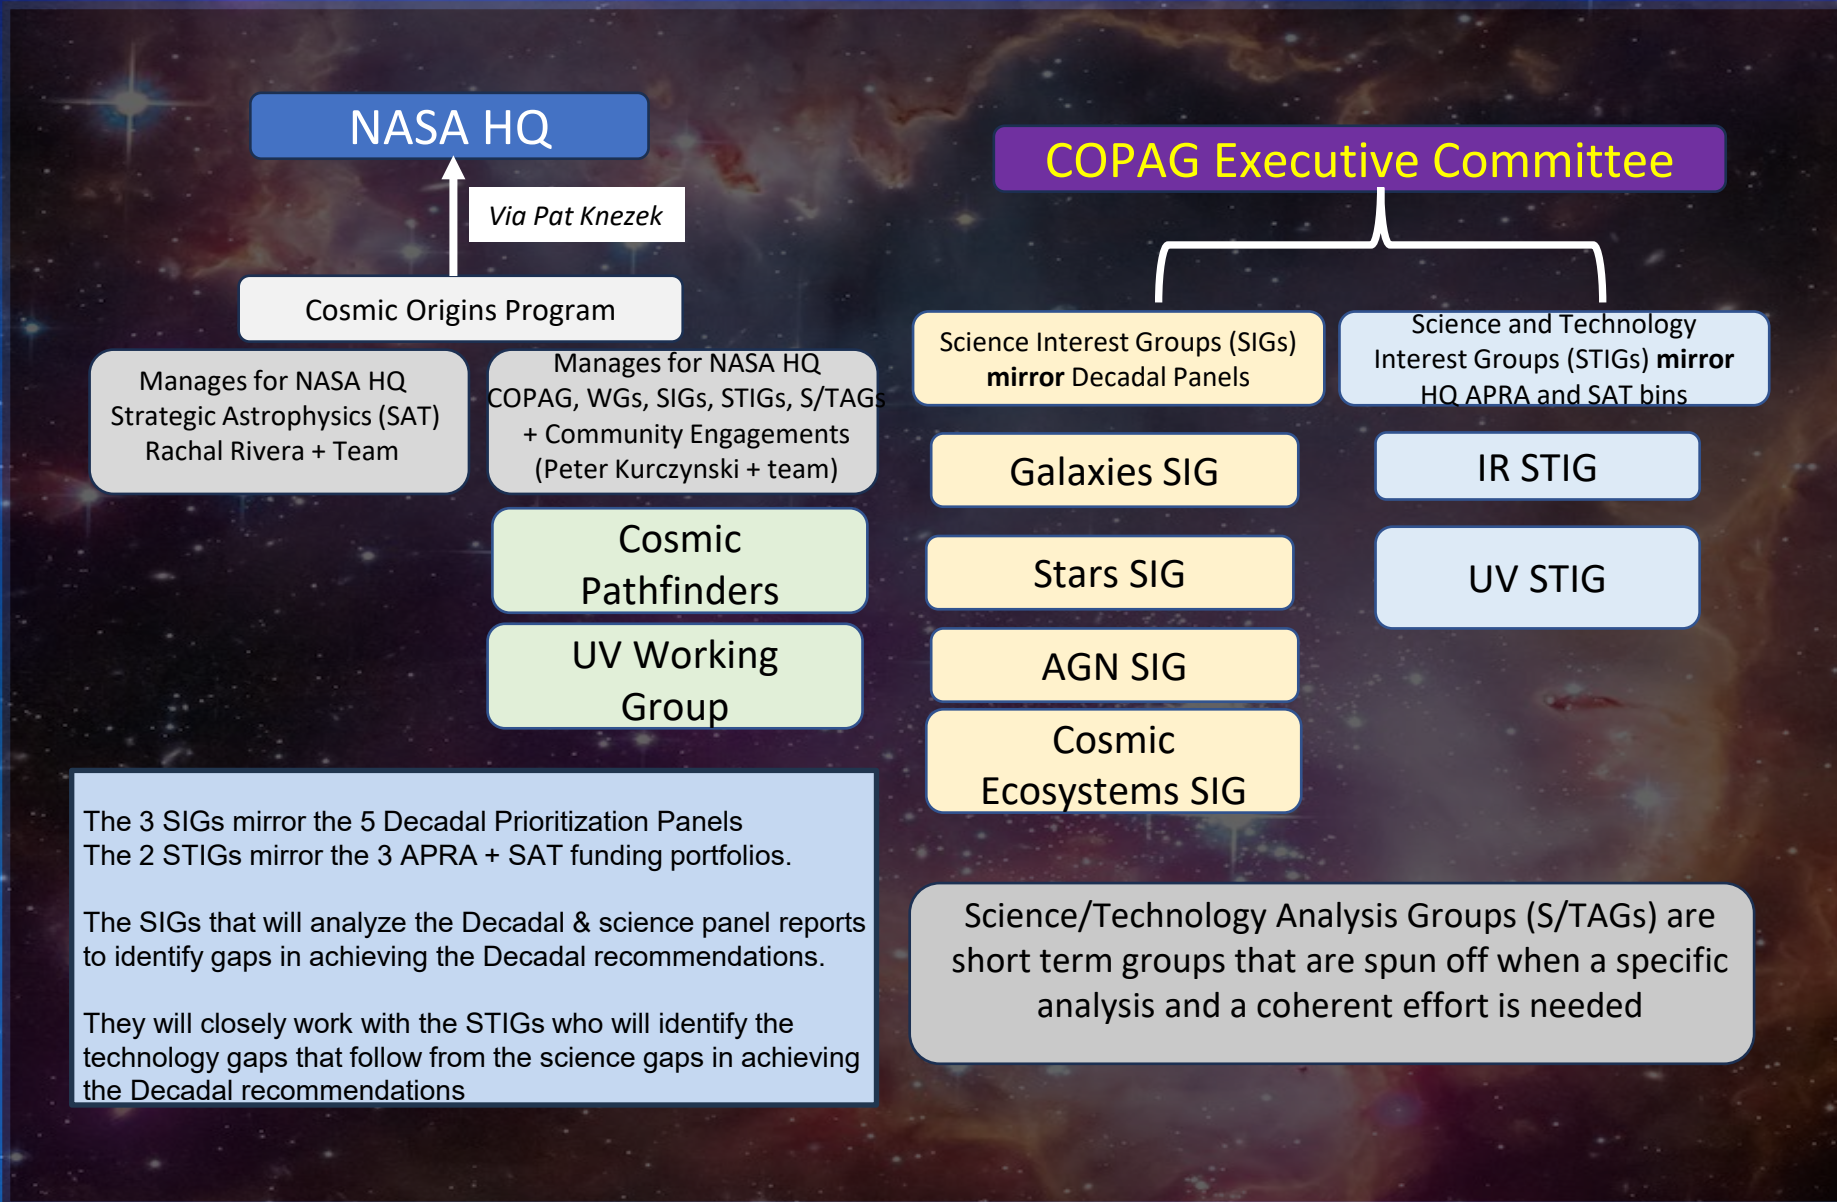 NASA HQ
Via Pat Knezek
Cosmic Origins Program
Manages for NASA HQ
Strategic Astrophysics (SAT)
Rachal Rivera + Team
Manages for NASA HQ
COPAG, WGs, SIGs, STIGs, S/TAGs
+ Community Engagements
(Peter Kurczynski + team)
Cosmic
Pathfinders
UV Working
Group
The 3 SIGs mirror the 5 Decadal Prioritization Panels
The 2 STIGs mirror the 3 APRA + SAT funding portfolios.
The SIGs that will analyze the Decadal & science panel reports
to identify gaps in achieving the Decadal recommendations.
They will closely work with the STIGs who will identify the
technology gaps that follow from the science gaps in achieving
the Decadal recommendations
COPAG Executive Committee
Science Interest Groups (SIGs)
mirror Decadal Panels
Galaxies SIG
Stars SIG
AGN SIG
Cosmic
Ecosystems SIG
Science and Technology
Interest Groups (STIGs) mirror
HQ APRA and SAT bins
IR STIG
UV STIG
Science/Technology Analysis Groups (S/TAGs) are
short term groups that are spun off when a specific
analysis and a coherent effort is needed